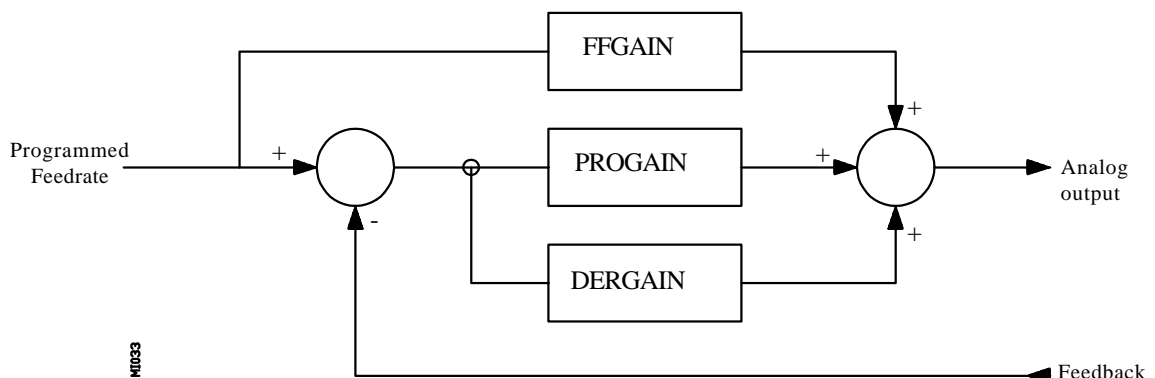 FFGAIN
+
Programmed
Feedrate
+
PROGAIN
+
Analog
output
-
+
DERGAIN
MI033
Feedback